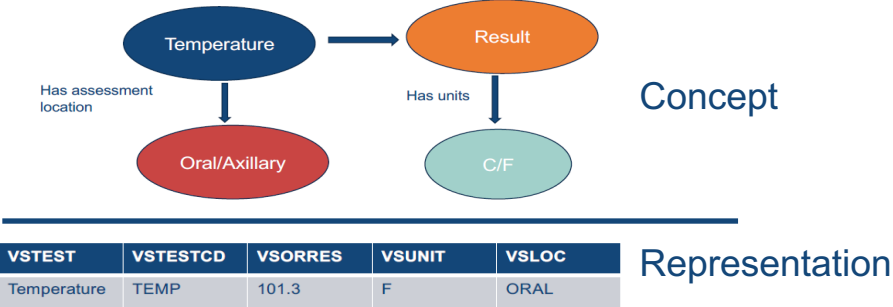 Temperature
Result
Has assessment
location
Has units
Concept
Oral/Axillary
C/F
VSTEST VSTESTCD VSORRES VSUNIT VSLOC
Temperature TEMP 101.3 F ORAL
Representation